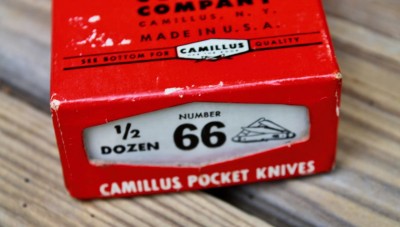 COMPANY
CAMILLUS, N. Y.
MADE IN U.S.A.
SEE BOTTOM FOR CAMILLUS QUALITY
1/2 DOZEN
NUMBER 66
CAMILLUS POCKET KNIVES